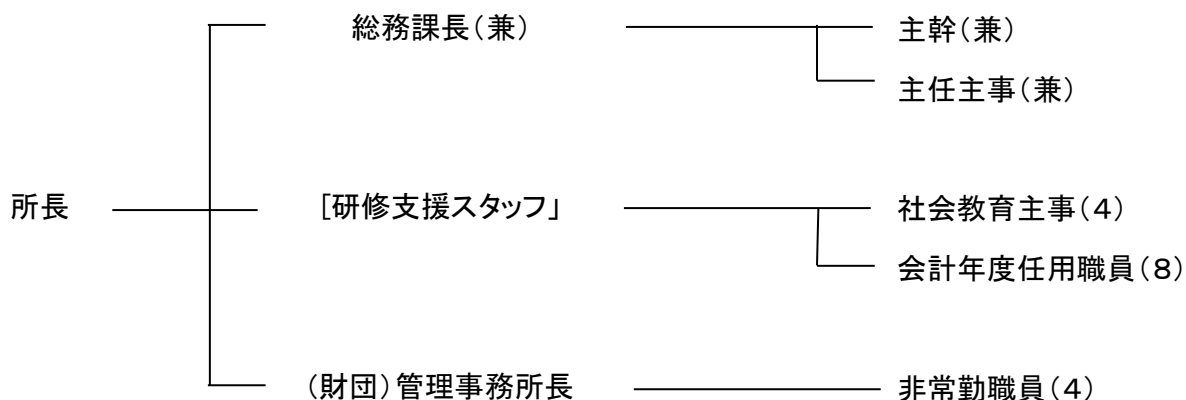 総務課長(兼) 主幹(兼)
主任主事(兼)
所長 [研修支援スタッフ」 社会教育主事(4)
会計年度任用職員(8)
(財団)管理事務所長 非常勤職員(4)